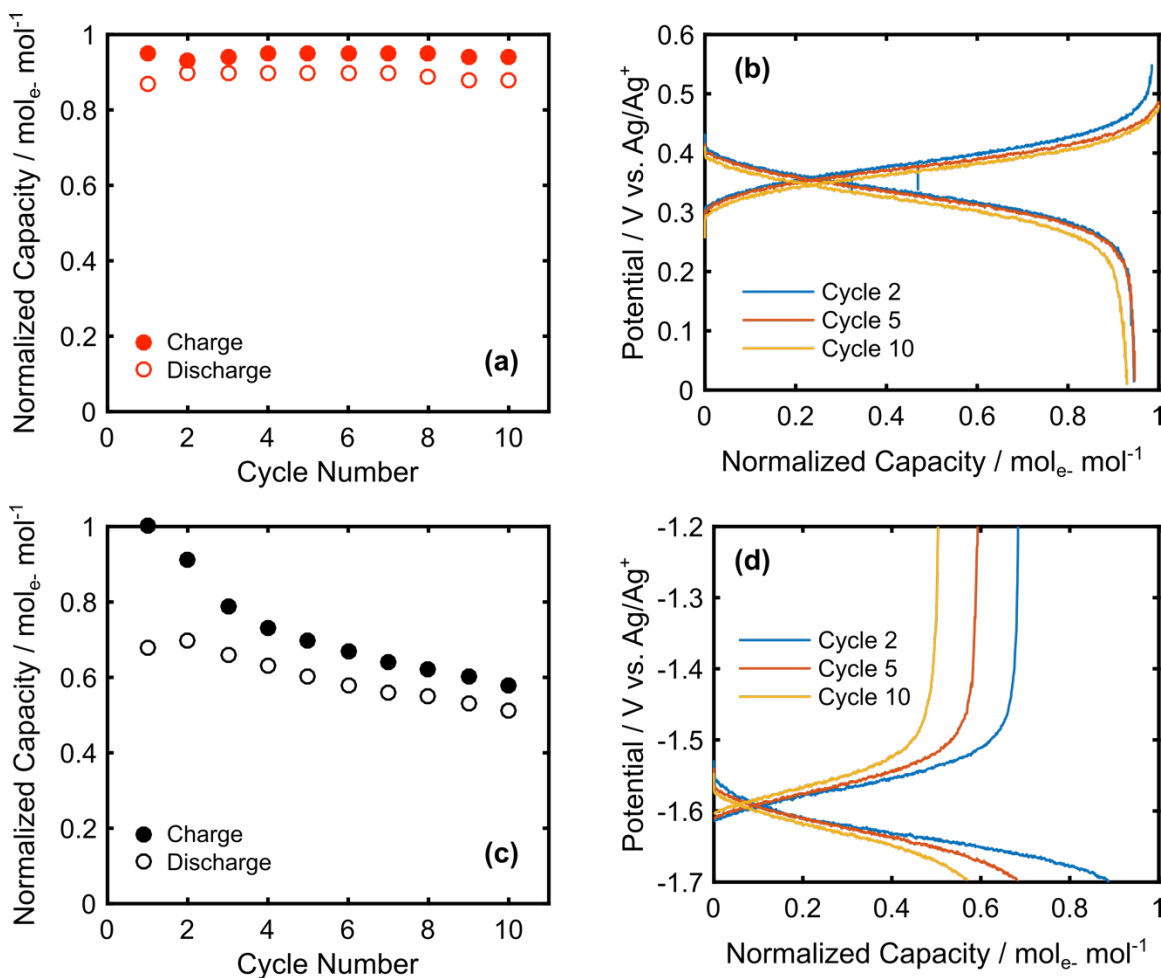 Normalized Capacity / mol_e- mol^-1
1
0.8
0.6
0.4
0.2
0
Charge
Discharge
(a)
0 2 4 6 8 10
Cycle Number
Potential / V vs. Ag/Ag^+
0.6
0.5
0.4
0.3
0.2
0.1
0
(b)
Cycle 2
Cycle 5
Cycle 10
0 0.2 0.4 0.6 0.8 1
Normalized Capacity / mol_e- mol^-1
Normalized Capacity / mol_e- mol^-1
1
0.8
0.6
0.4
0.2
0
Charge
Discharge
(c)
0 2 4 6 8 10
Cycle Number
Potential / V vs. Ag/Ag^+
-1.2
-1.3
-1.4
-1.5
-1.6
-1.7
(d)
Cycle 2
Cycle 5
Cycle 10
0 0.2 0.4 0.6 0.8 1
Normalized Capacity / mol_e- mol^-1